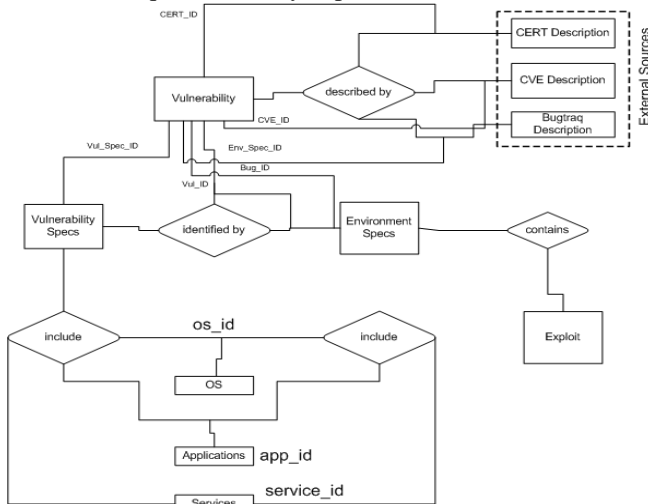 CERT_ID
CERT Description
External Sources
Vulnerability
described by
CVE Description
CVE_ID
Bugtraq
Description
Vul_Spec_ID
Env_Spec_ID
Bug_ID
Vul_ID
Vulnerability
Specs
identified by
Environment
Specs
contains
include
os_id
include
Exploit
OS
Applications
app_id
service_id
Services